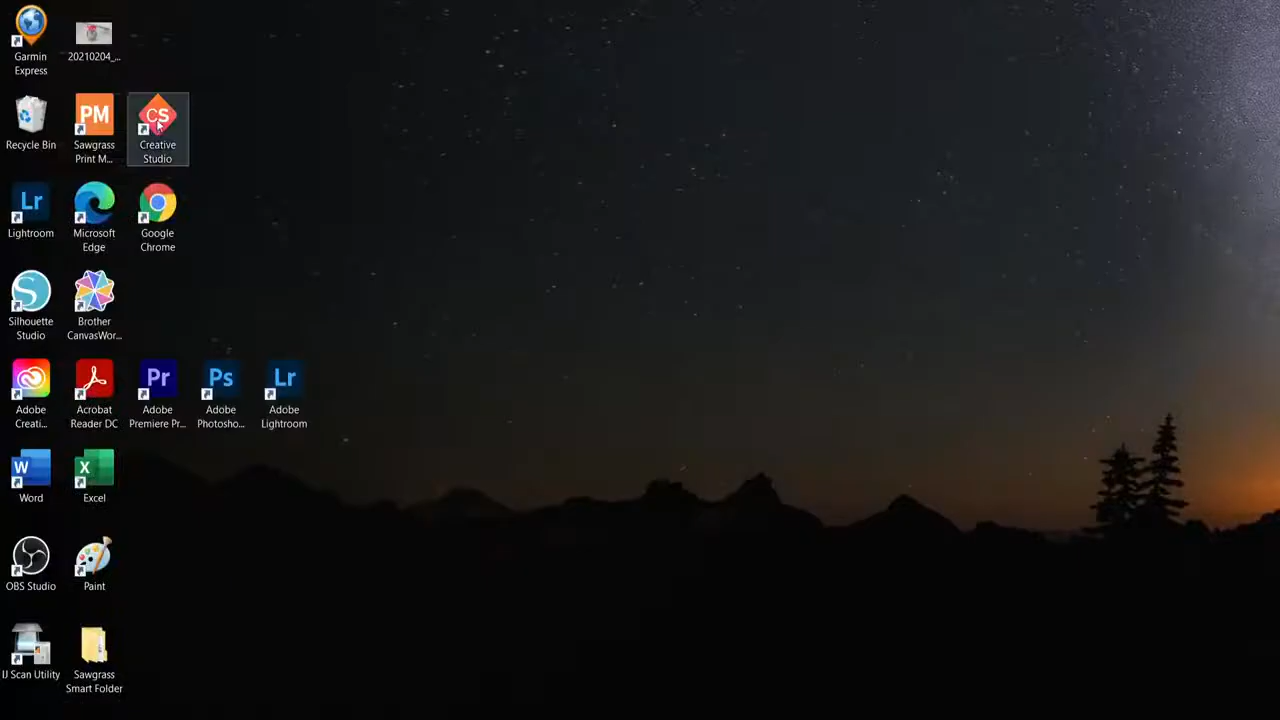 Garmin
Express
20210204_...
Recycle Bin
PM
Sawgrass
Print M...
CS
Creative
Studio
Lr
Lightroom
Microsoft
Edge
Google
Chrome
S
Silhouette
Studio
Brother
CanvasWor...
Adobe
Creati...
Acrobat
Reader DC
Pr
Adobe
Premiere Pr...
Ps
Adobe
Photosho...
Lr
Adobe
Lightroom
W
Word
X
Excel
OBS Studio
Paint
IJ Scan Utility
Sawgrass
Smart Folder